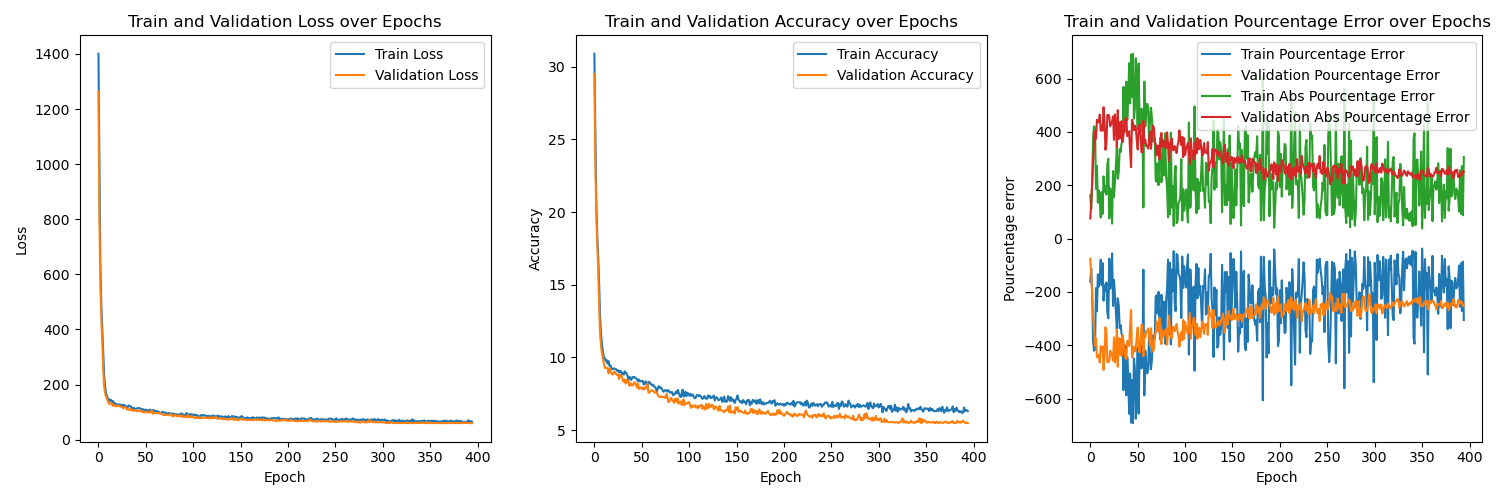 Train and Validation Loss over Epochs
1400
1200
1000
800
600
400
200
0
Loss
0 50 100 150 200 250 300 350 400
Epoch
Train Loss
Validation Loss
Train and Validation Accuracy over Epochs
30
25
20
15
10
5
Accuracy
0 50 100 150 200 250 300 350 400
Epoch
Train Accuracy
Validation Accuracy
Train and Validation Pourcentage Error over Epochs
600
400
200
0
−200
−400
−600
Pourcentage error
0 50 100 150 200 250 300 350 400
Epoch
Train Pourcentage Error
Validation Pourcentage Error
Train Abs Pourcentage Error
Validation Abs Pourcentage Error